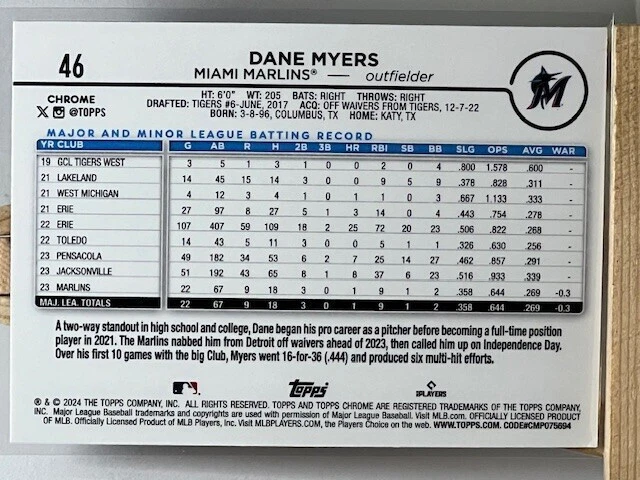 46
DANE MYERS
MIAMI MARLINS® — outfielder
M
CHROME
X @TOPPS
HT: 6'0" WT: 205 BATS: RIGHT THROWS: RIGHT
DRAFTED: TIGERS #6-JUNE, 2017 ACQ: OFF WAIVERS FROM TIGERS, 12-7-22
BORN: 3-8-96, COLUMBUS, TX HOME: KATY, TX
MAJOR AND MINOR LEAGUE BATTING RECORD
YR CLUB G AB R H 2B 3B HR RBI SB BB SLG OPS AVG WAR
19 GCL TIGERS WEST 3 5 1 3 1 0 0 2 0 4 .800 1.578 .600 -
21 LAKELAND 14 45 15 14 3 0 0 9 5 9 .378 .828 .311 -
21 WEST MICHIGAN 4 12 3 4 1 0 1 1 0 3 .667 1.133 .333 -
21 ERIE 27 97 8 27 5 1 3 14 0 4 .443 .754 .278 -
22 ERIE 107 407 59 109 18 2 25 72 20 23 .506 .822 .268 -
22 TOLEDO 14 43 5 11 3 0 0 5 1 1 .326 .630 .256 -
23 PENSACOLA 49 182 34 53 6 2 7 25 14 27 .462 .857 .291 -
23 JACKSONVILLE 51 192 43 65 8 1 8 37 6 23 .516 .933 .339 -
23 MARLINS 22 67 9 18 3 0 1 9 1 2 .358 .644 .269 -0.3
MAJ. LEA. TOTALS 22 67 9 18 3 0 1 9 1 2 .358 .644 .269 -0.3
A two-way standout in high school and college, Dane began his pro career as a pitcher before becoming a full-time position
player in 2021. The Marlins nabbed him from Detroit off waivers ahead of 2023, then called him up on Independence Day.
Over his first 10 games with the big Club, Myers went 16-for-36 (.444) and produced six multi-hit efforts.
Topps
PLAYERS
® & © 2024 THE TOPPS COMPANY, INC. ALL RIGHTS RESERVED. TOPPS AND TOPPS CHROME ARE REGISTERED TRADEMARKS OF THE TOPPS COMPANY,
INC. Major League Baseball trademarks and copyrights are used with permission of Major League Baseball. Visit MLB.com. OFFICIALLY LICENSED PRODUCT
OF MLB. Officially Licensed Product of MLB Players, Inc. Visit MLBPLAYERS.COM, the Players Choice on the web. WWW.TOPPS.COM. CODE#CMP075694